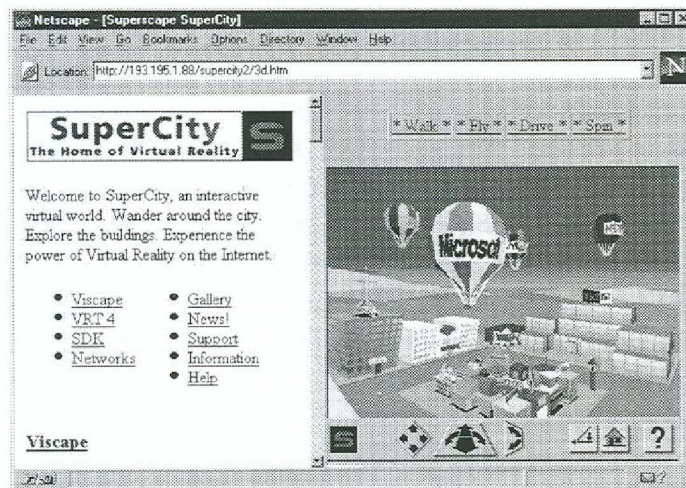 Netscape - [Superscape SuperCity]
File Edit View Go Bookmarks Options Directory Window Help
Location: http://193.195.1.88/supercity2/3d.htm
N
SuperCity
The Home of Virtual Reality
S
* Walk * * Fly * * Drive * * Spin *
Welcome to SuperCity, an interactive
virtual world. Wander around the city.
Explore the buildings. Experience the
power of Virtual Reality on the Internet.
Viscape
VRT 4
SDK
Networks
Gallery
News!
Support
Information
Help
Viscape
Microsoft
S
?